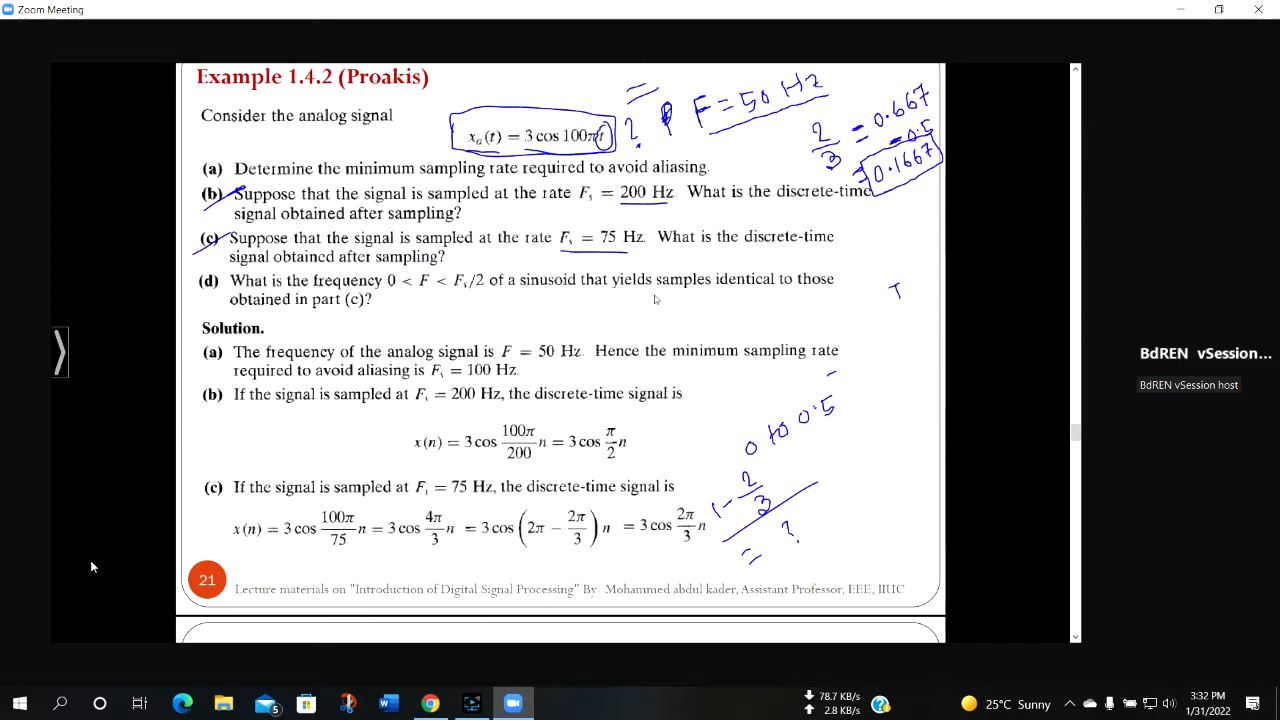 Zoom Meeting
Example 1.4.2 (Proakis)
Consider the analog signal
xₐ(t) = 3 cos 100πt
?
F = 50 Hz
2/3 = 0.667
- 0.5
= 0.1667
(a) Determine the minimum sampling rate required to avoid aliasing.
(b) Suppose that the signal is sampled at the rate Fₛ = 200 Hz. What is the discrete-time
signal obtained after sampling?
(c) Suppose that the signal is sampled at the rate Fₛ = 75 Hz. What is the discrete-time
signal obtained after sampling?
(d) What is the frequency 0 < F < Fₛ/2 of a sinusoid that yields samples identical to those
obtained in part (c)?
Solution.
(a) The frequency of the analog signal is F = 50 Hz. Hence the minimum sampling rate
required to avoid aliasing is Fₛ = 100 Hz.
(b) If the signal is sampled at Fₛ = 200 Hz, the discrete-time signal is
x(n) = 3 cos 100π/200 n = 3 cos π/2 n
0 to 0.5
(c) If the signal is sampled at Fₛ = 75 Hz, the discrete-time signal is
x(n) = 3 cos 100π/75 n = 3 cos 4π/3 n = 3 cos (2π − 2π/3) n = 3 cos 2π/3 n
1 - 2/3
= ?
21
Lecture materials on "Introduction of Digital Signal Processing" By- Mohammed abdul kader, Assistant Professor, EEE, IIUC
BdREN vSession...
BdREN vSession host
5
78.7 KB/s
2.8 KB/s
25°C Sunny
3:32 PM
1/31/2022